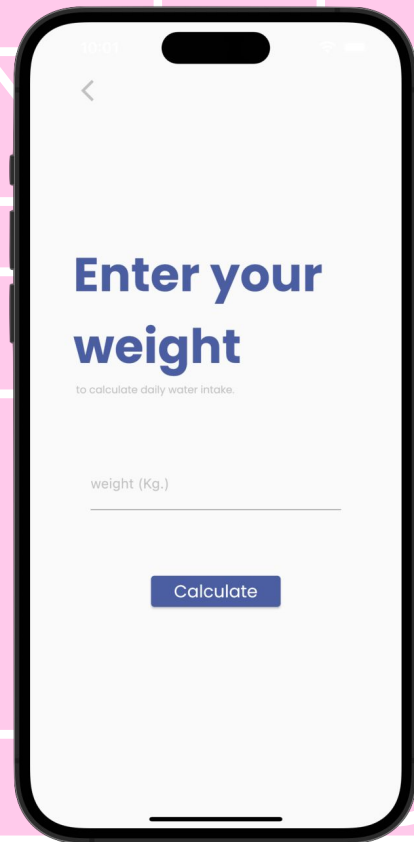 Enter your
weight
to calculate daily water intake.
weight (Kg.)
Calculate